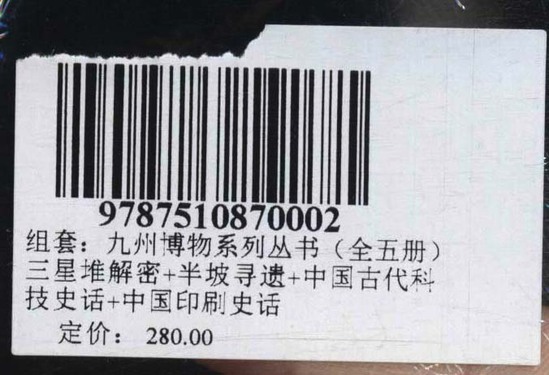 9787510870002
组套：九州博物系列丛书（全五册）
三星堆解密+半坡寻遗+中国古代科
技史话+中国印刷史话
定价：280.00